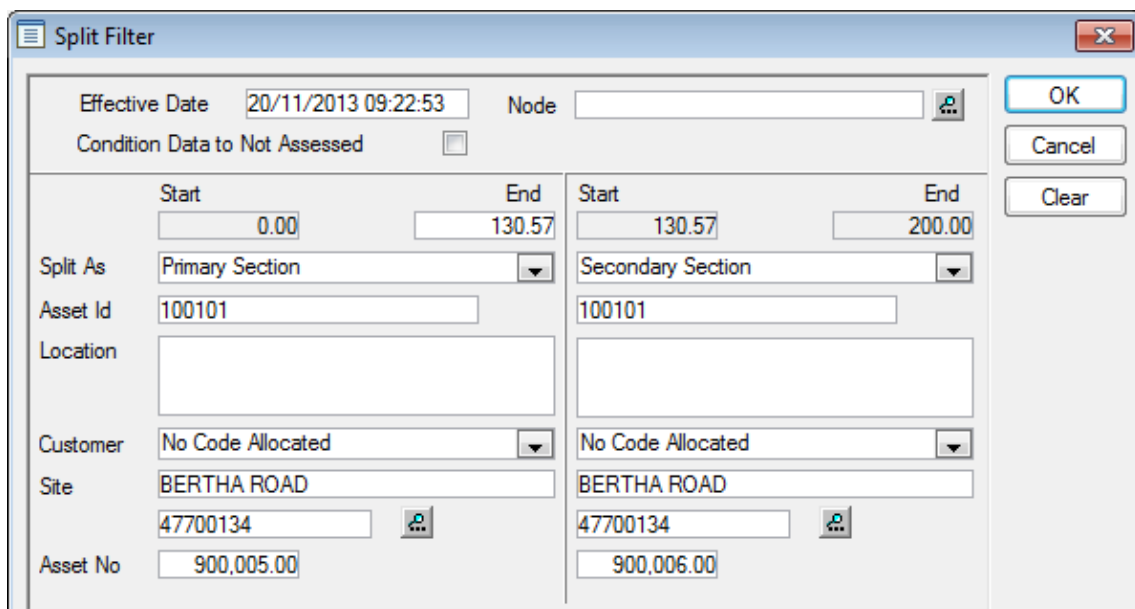 Split Filter
Effective Date 20/11/2013 09:22:53 Node OK
Condition Data to Not Assessed Cancel
Start End Start End Clear
0.00 130.57 130.57 200.00
Split As Primary Section Secondary Section
Asset Id 100101 100101
Location
Customer No Code Allocated No Code Allocated
Site BERTHA ROAD BERTHA ROAD
47700134 47700134
Asset No 900,005.00 900,006.00